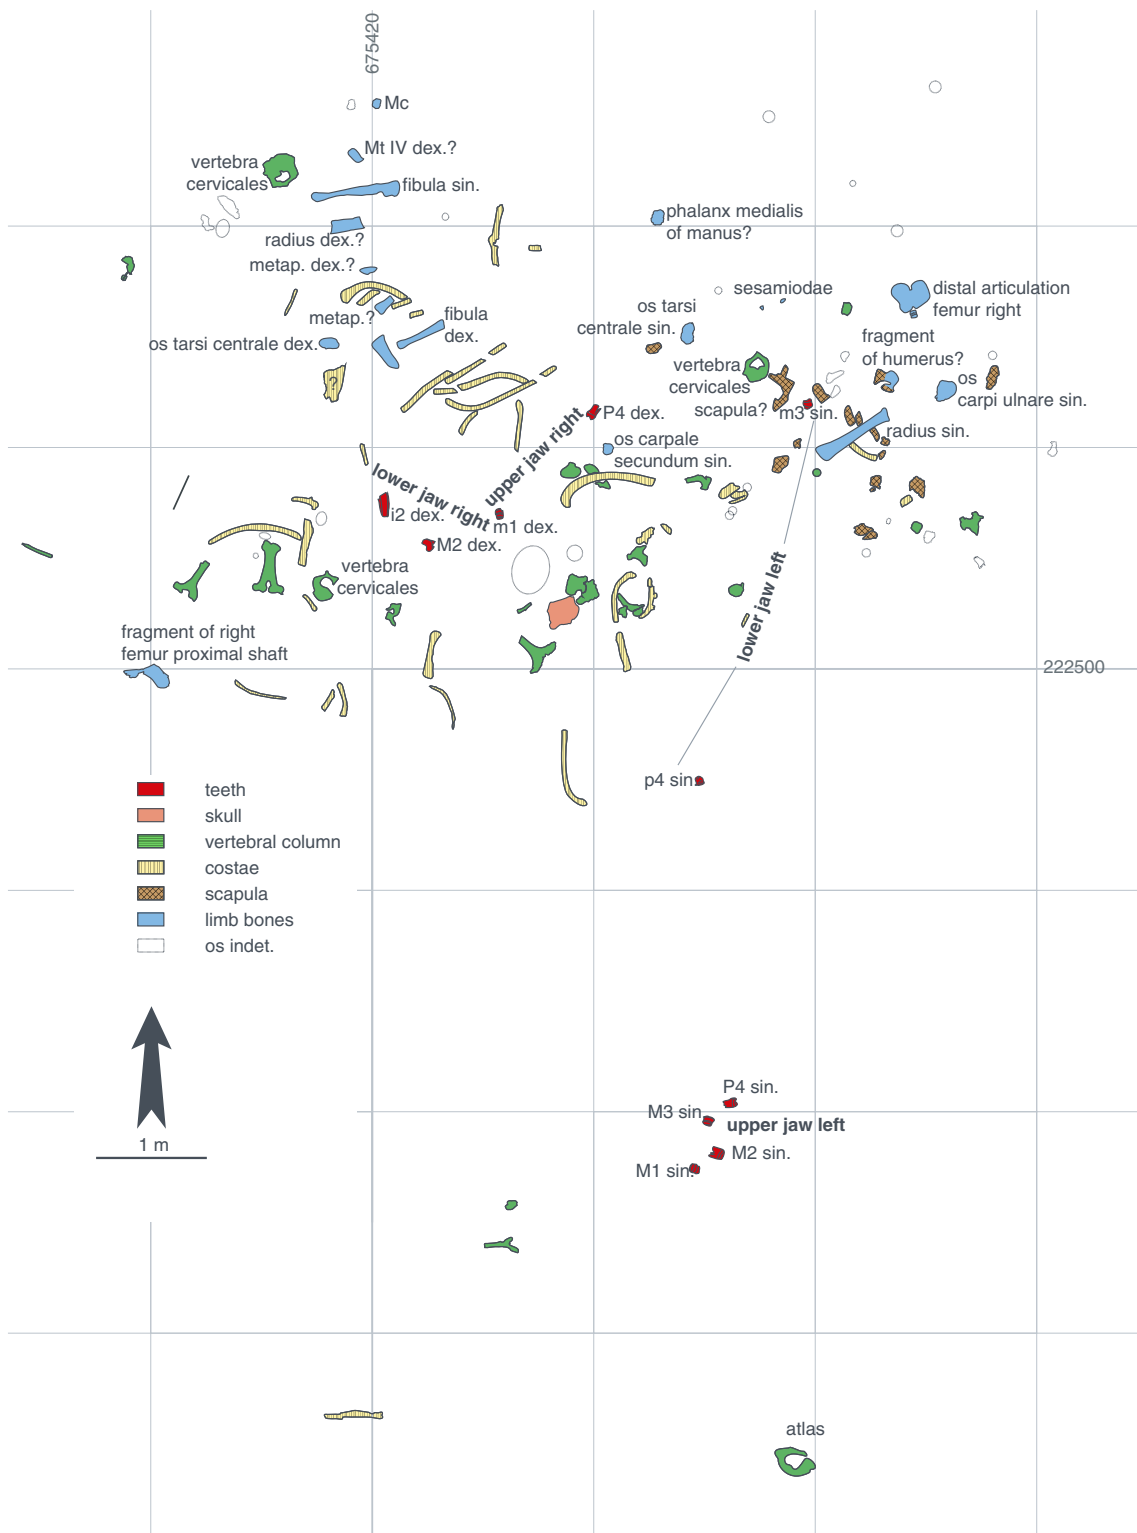 675420
Mc
Mt IV dex.?
vertebra
cervicales
fibula sin.
phalanx medialis
of manus?
radius dex.?
metap. dex.?
sesamiodae
distal articulation
femur right
os tarsi
centrale sin.
metap.?
fibula
dex.
os tarsi centrale dex.
fragment
of humerus?
vertebra
cervicales
os
carpi ulnare sin.
?
scapula?
m3 sin.
P4 dex.
radius sin.
upper jaw right
os carpale
secundum sin.
lower jaw right
i2 dex.
m1 dex.
M2 dex.
vertebra
cervicales
lower jaw left
fragment of right
femur proximal shaft
222500
p4 sin.
teeth
skull
vertebral column
costae
scapula
limb bones
os indet.
P4 sin.
M3 sin.
upper jaw left
1 m
M2 sin.
M1 sin.
atlas